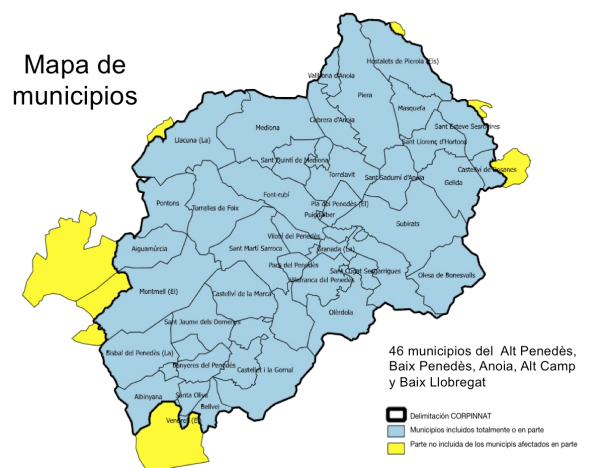 Mapa de
municipios
Hostalets de Pierola (Els)
Vallbona d'Anoia
Piera
Masquefa
Cabrera d'Anoia
Mediona
Sant Esteve Sesrovires
Llacuna (La)
Sant Llorenç d'Hortons
Sant Quintí de Mediona
Castellví de Rosanes
Torrelavit
Sant Sadurní d'Anoia
Gelida
Font-rubí
Pontons
Torrelles de Foix
Pla del Penedès (El)
Puigdàlber
Subirats
Vilobí del Penedès
Aiguamúrcia
Sant Martí Sarroca
Granada (La)
Pacs del Penedès
Sant Cugat Sesgarrigues
Olesa de Bonesvalls
Vilafranca del Penedès
Montmell (El)
Castellví de la Marca
Olèrdola
Sant Jaume dels Domenys
Bisbal del Penedès (La)
Banyeres del Penedès
Castellet i la Gornal
Albinyana
Santa Oliva
Bellvei
Vendrell (El)
46 municipios del Alt Penedès,
Baix Penedès, Anoia, Alt Camp
y Baix Llobregat
Delimitación CORPINNAT
Municipios incluidos totalmente o en parte
Parte no incluida de los municipis afectados en parte